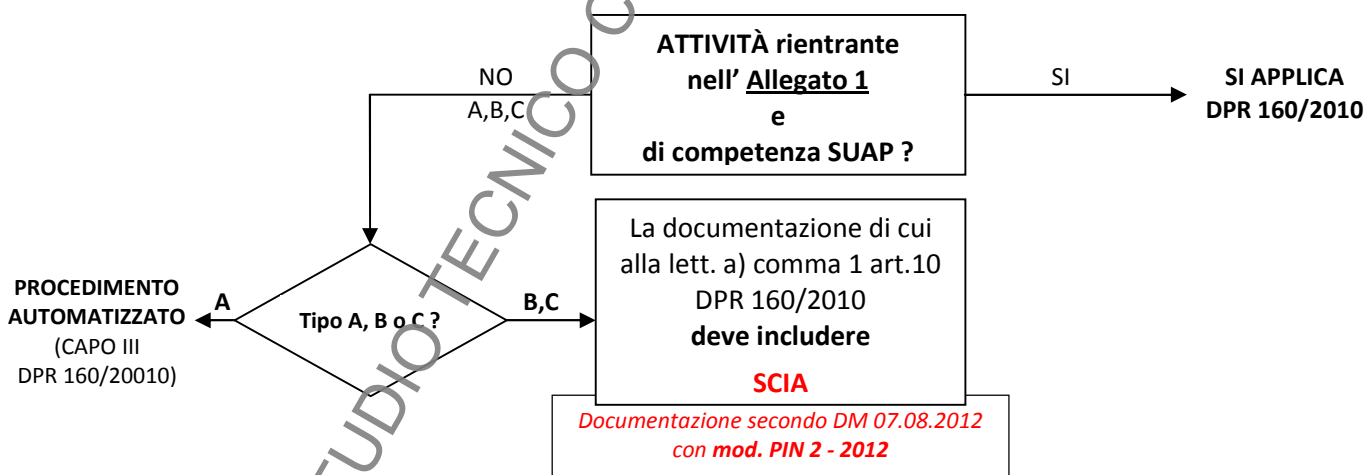 ATTIVITÀ rientrante
nell' Allegato 1
e
di competenza SUAP ?
NO
A,B,C
SI
SI APPLICA
DPR 160/2010
PROCEDIMENTO
AUTOMATIZZATO
(CAPO III
DPR 160/20010)
A
Tipo A, B o C ?
B,C
La documentazione di cui
alla lett. a) comma 1 art.10
DPR 160/2010
deve includere
SCIA
Documentazione secondo DM 07.08.2012
con mod. PIN 2 - 2012
TUDIO TECNICO C